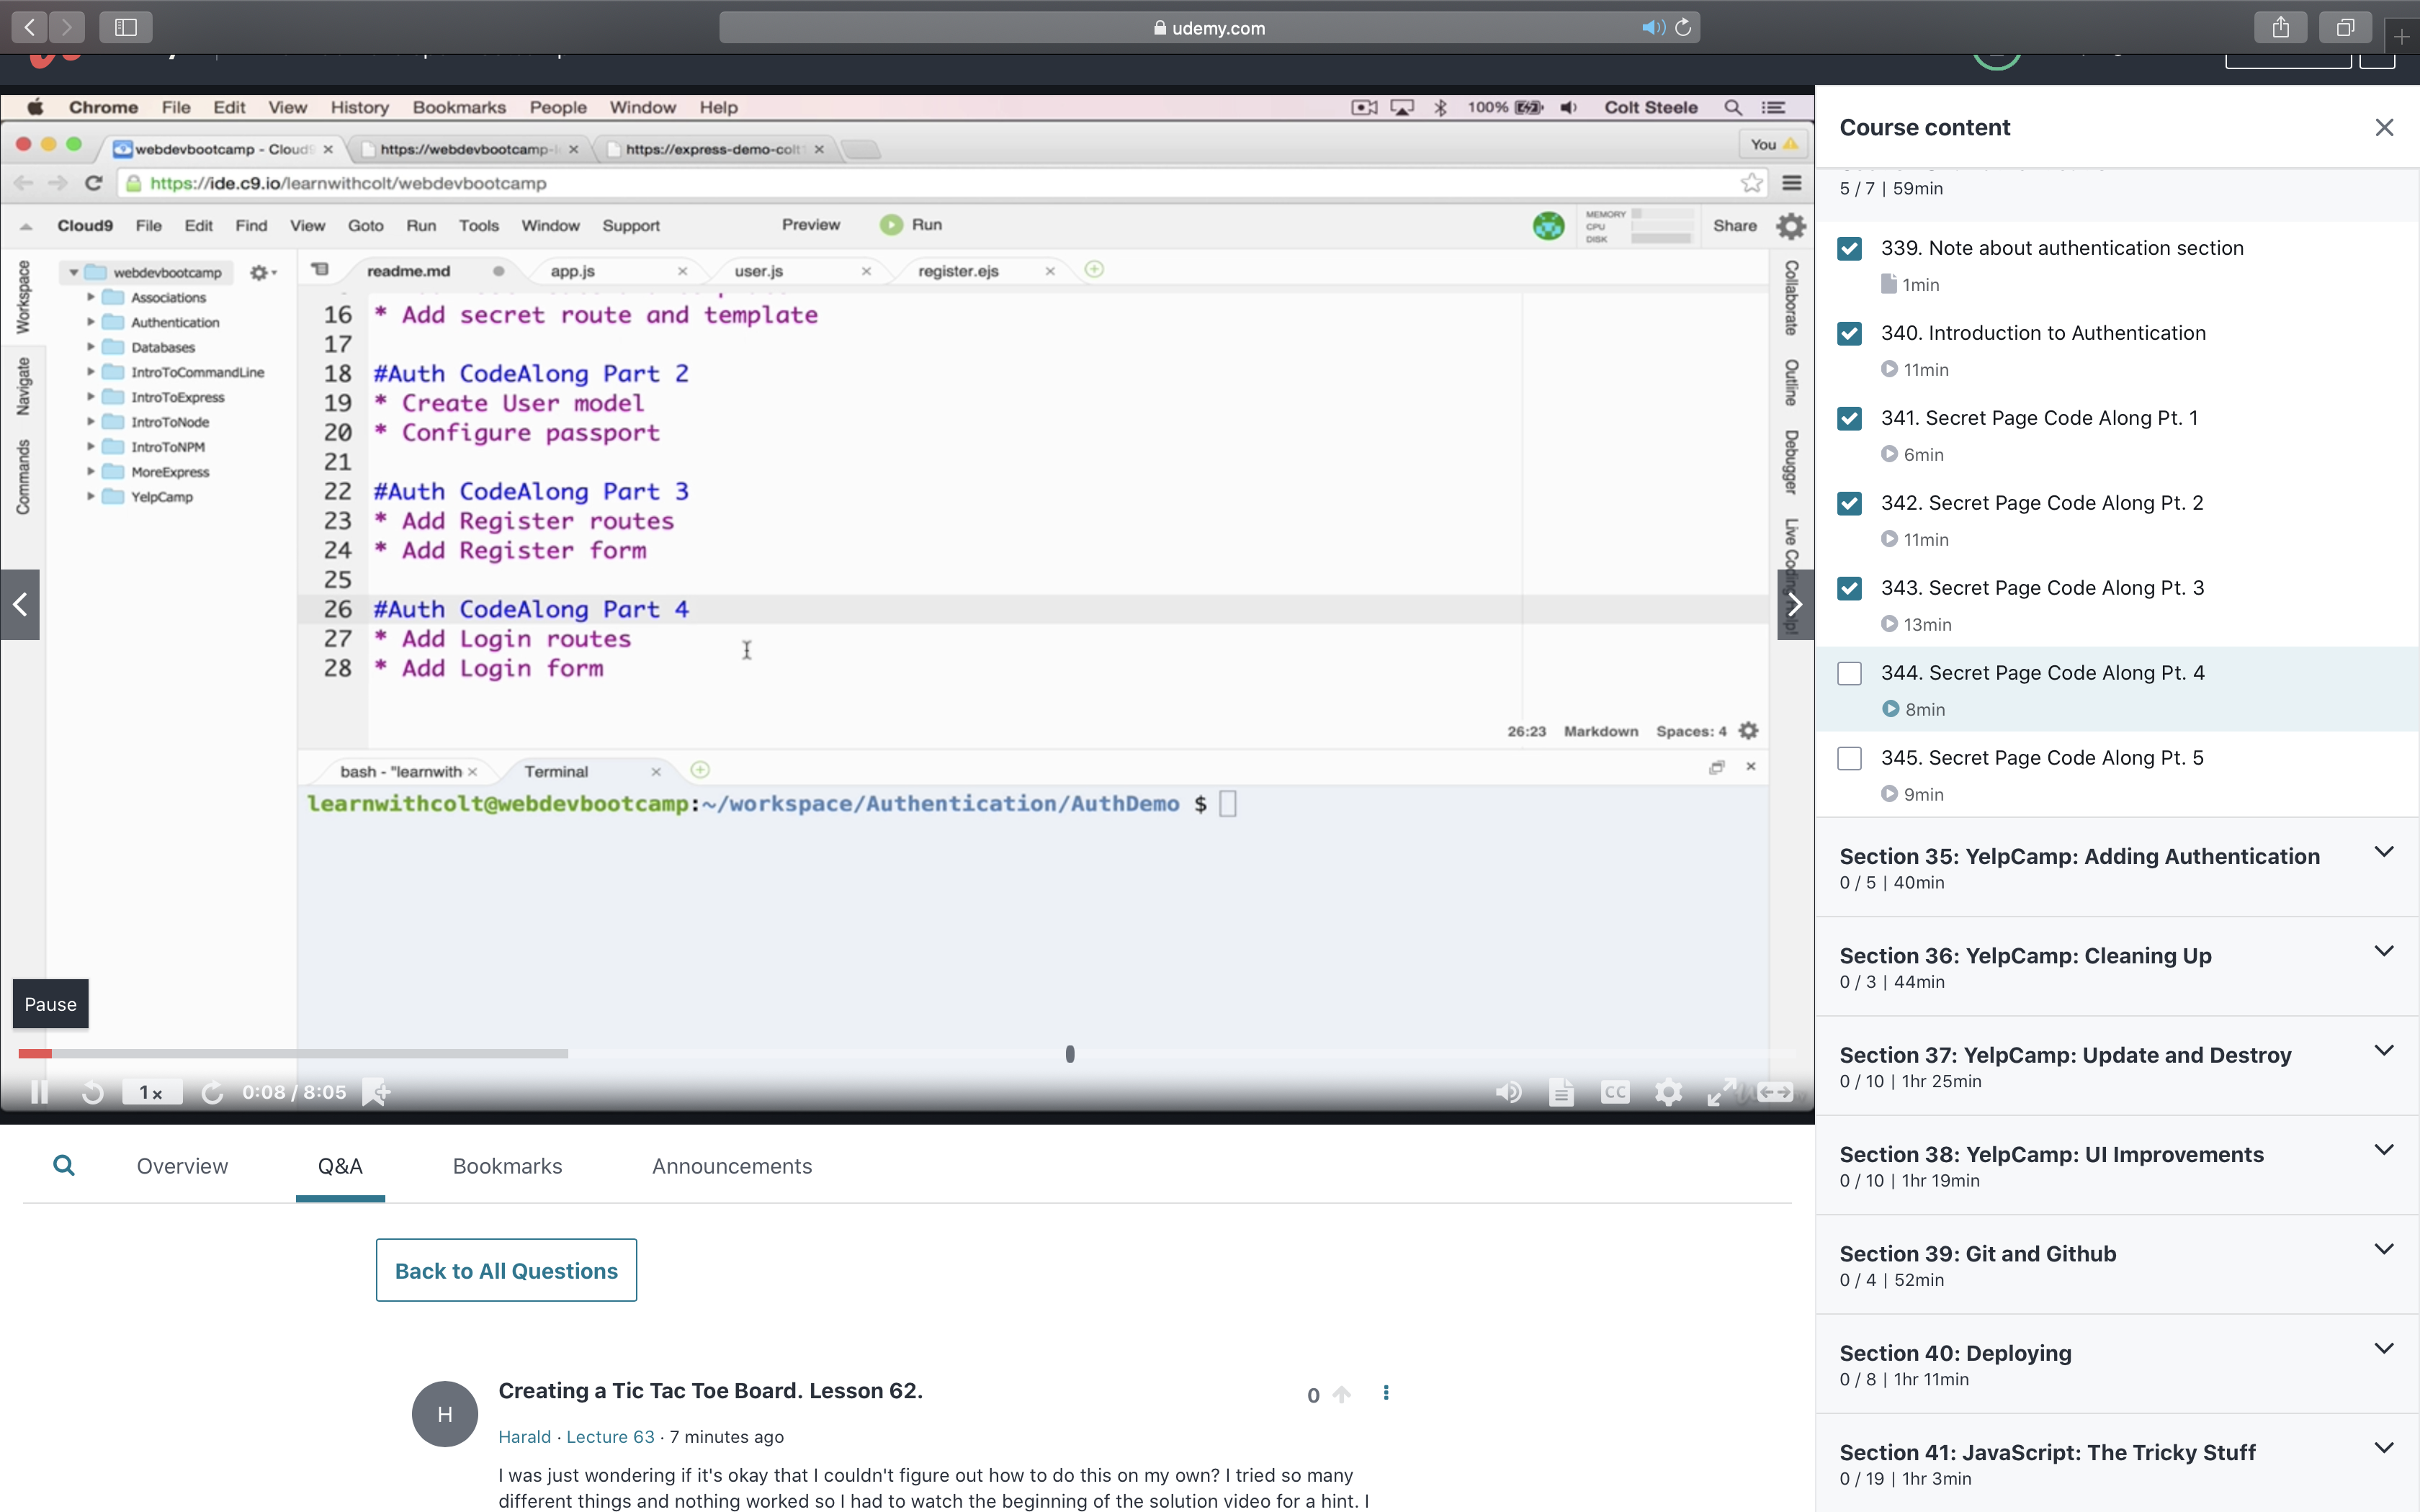 udemy.com
Chrome File Edit View History Bookmarks People Window Help 100% Colt Steele
webdevbootcamp - Cloud9 https://webdevbootcamp-l https://express-demo-colt You
https://ide.c9.io/learnwithcolt/webdevbootcamp
Cloud9 File Edit Find View Goto Run Tools Window Support Preview Run MEMORY CPU DISK Share
Workspace
Navigate
Commands
webdevbootcamp
Associations
Authentication
Databases
IntroToCommandLine
IntroToExpress
IntroToNode
IntroToNPM
MoreExpress
YelpCamp
readme.md app.js user.js register.ejs
16 * Add secret route and template
17
18 #Auth CodeAlong Part 2
19 * Create User model
20 * Configure passport
21
22 #Auth CodeAlong Part 3
23 * Add Register routes
24 * Add Register form
25
26 #Auth CodeAlong Part 4
27 * Add Login routes
28 * Add Login form
26:23 Markdown Spaces: 4
Collaborate
Outline
Debugger
Live Coding Help!
bash - "learnwith Terminal
learnwithcolt@webdevbootcamp:~/workspace/Authentication/AuthDemo $
Pause
1x 0:08 / 8:05 CC
Overview Q&A Bookmarks Announcements
Back to All Questions
H
Creating a Tic Tac Toe Board. Lesson 62.
0
Harald · Lecture 63 · 7 minutes ago
I was just wondering if it's okay that I couldn't figure out how to do this on my own? I tried so many
different things and nothing worked so I had to watch the beginning of the solution video for a hint. I
Course content
5 / 7 | 59min
339. Note about authentication section
1min
340. Introduction to Authentication
11min
341. Secret Page Code Along Pt. 1
6min
342. Secret Page Code Along Pt. 2
11min
343. Secret Page Code Along Pt. 3
13min
344. Secret Page Code Along Pt. 4
8min
345. Secret Page Code Along Pt. 5
9min
Section 35: YelpCamp: Adding Authentication
0 / 5 | 40min
Section 36: YelpCamp: Cleaning Up
0 / 3 | 44min
Section 37: YelpCamp: Update and Destroy
0 / 10 | 1hr 25min
Section 38: YelpCamp: UI Improvements
0 / 10 | 1hr 19min
Section 39: Git and Github
0 / 4 | 52min
Section 40: Deploying
0 / 8 | 1hr 11min
Section 41: JavaScript: The Tricky Stuff
0 / 19 | 1hr 3min